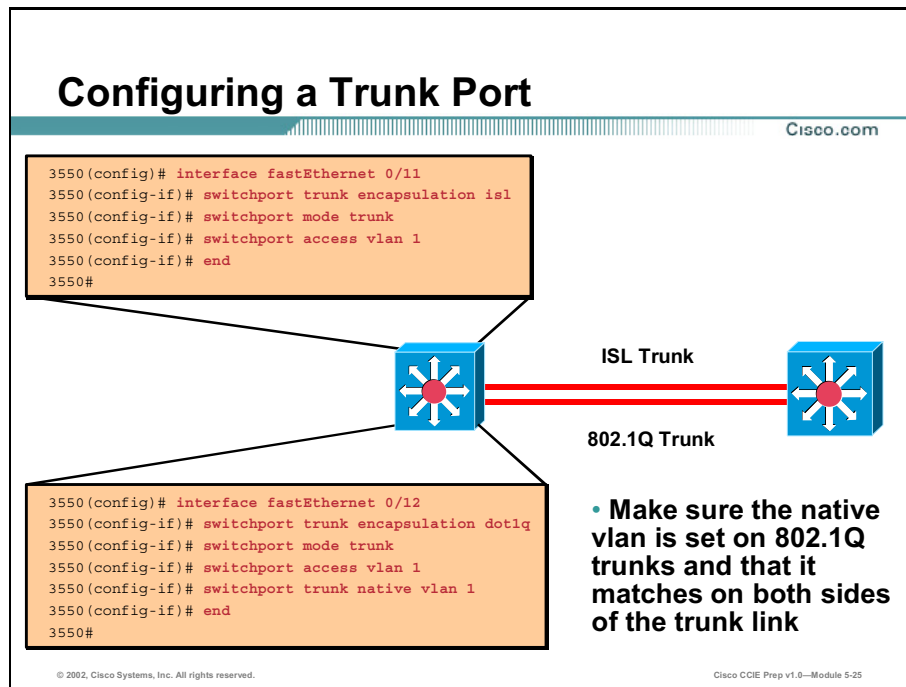 Configuring a Trunk Port
Cisco.com
3550(config)# interface fastEthernet 0/11
3550(config-if)# switchport trunk encapsulation isl
3550(config-if)# switchport mode trunk
3550(config-if)# switchport access vlan 1
3550(config-if)# end
3550#
ISL Trunk
802.1Q Trunk
3550(config)# interface fastEthernet 0/12
3550(config-if)# switchport trunk encapsulation dot1q
3550(config-if)# switchport mode trunk
3550(config-if)# switchport access vlan 1
3550(config-if)# switchport trunk native vlan 1
3550(config-if)# end
3550#
• Make sure the native
vlan is set on 802.1Q
trunks and that it
matches on both sides
of the trunk link
© 2002, Cisco Systems, Inc. All rights reserved.
Cisco CCIE Prep v1.0—Module 5-25